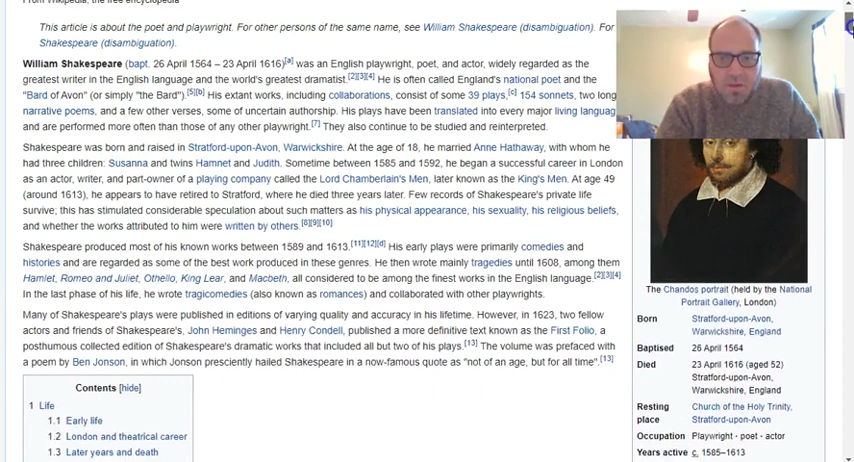 From Wikipedia, the free encyclopedia
This article is about the poet and playwright. For other persons of the same name, see William Shakespeare (disambiguation). For
Shakespeare (disambiguation).
William Shakespeare (bapt. 26 April 1564 – 23 April 1616)[a] was an English playwright, poet, and actor, widely regarded as the
greatest writer in the English language and the world's greatest dramatist.[2][3][4] He is often called England's national poet and the
"Bard of Avon" (or simply "the Bard").[5][b] His extant works, including collaborations, consist of some 39 plays,[c] 154 sonnets, two long
narrative poems, and a few other verses, some of uncertain authorship. His plays have been translated into every major living languag
and are performed more often than those of any other playwright.[7] They also continue to be studied and reinterpreted.
Shakespeare was born and raised in Stratford-upon-Avon, Warwickshire. At the age of 18, he married Anne Hathaway, with whom he
had three children: Susanna and twins Hamnet and Judith. Sometime between 1585 and 1592, he began a successful career in London
as an actor, writer, and part-owner of a playing company called the Lord Chamberlain's Men, later known as the King's Men. At age 49
(around 1613), he appears to have retired to Stratford, where he died three years later. Few records of Shakespeare's private life
survive; this has stimulated considerable speculation about such matters as his physical appearance, his sexuality, his religious beliefs,
and whether the works attributed to him were written by others.[8][9][10]
Shakespeare produced most of his known works between 1589 and 1613.[11][12][d] His early plays were primarily comedies and
histories and are regarded as some of the best work produced in these genres. He then wrote mainly tragedies until 1608, among them
Hamlet, Romeo and Juliet, Othello, King Lear, and Macbeth, all considered to be among the finest works in the English language.[2][3][4]
In the last phase of his life, he wrote tragicomedies (also known as romances) and collaborated with other playwrights.
Many of Shakespeare's plays were published in editions of varying quality and accuracy in his lifetime. However, in 1623, two fellow
actors and friends of Shakespeare's, John Heminges and Henry Condell, published a more definitive text known as the First Folio, a
posthumous collected edition of Shakespeare's dramatic works that included all but two of his plays.[13] The volume was prefaced with
a poem by Ben Jonson, in which Jonson presciently hailed Shakespeare in a now-famous quote as "not of an age, but for all time".[13]
Contents [hide]
1 Life
1.1 Early life
1.2 London and theatrical career
1.3 Later years and death
The Chandos portrait (held by the National
Portrait Gallery, London)
Born Stratford-upon-Avon,
Warwickshire, England
Baptised 26 April 1564
Died 23 April 1616 (aged 52)
Stratford-upon-Avon,
Warwickshire, England
Resting Church of the Holy Trinity,
place Stratford-upon-Avon
Occupation Playwright · poet · actor
Years active c. 1585–1613